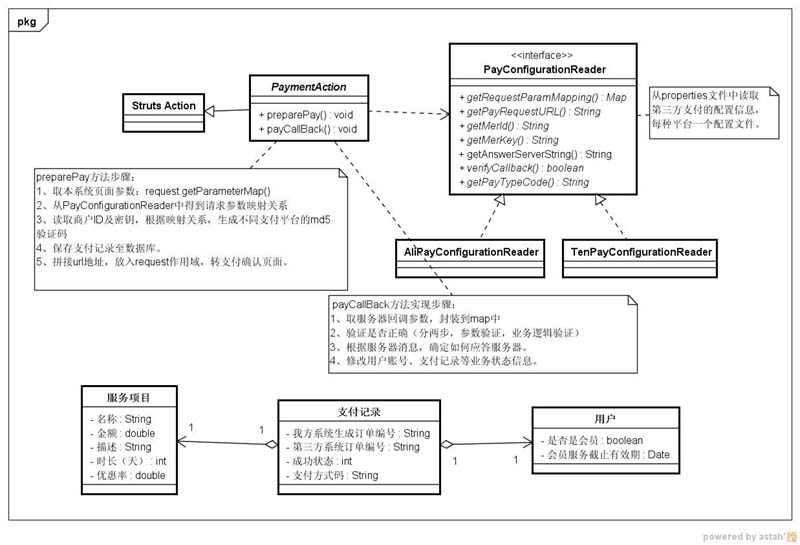 pkg
<<interface>>
PayConfigurationReader
+ getRequestParamMapping() : Map
+ getPayRequestURL() : String
+ getMerId() : String
+ getMerKey() : String
+ getAnswerServerString() : String
+ verifyCallback() : boolean
+ getPayTypeCode() : String
Struts Action
PaymentAction
+ preparePay() : void
+ payCallBack() : void
从properties文件中读取
第三方支付的配置信息，
每种平台一个配置文件。
preparePay方法步骤：
1、取本系统页面参数：request.getParameterMap()
2、从PayConfigurationReader中得到请求参数映射关系
3、读取商户ID及密钥，根据映射关系，生成不同支付平台的md5
验证码
4、保存支付记录至数据库。
5、拼接url地址，放入request作用域，转支付确认页面。
AliPayConfigurationReader
TenPayConfigurationReader
payCallBack方法实现步骤：
1、取服务器回调参数，封装到map中
2、验证是否正确（分两步，参数验证，业务逻辑验证）
3、根据服务器消息，确定如何应答服务器。
4、修改用户账号、支付记录等业务状态信息。
服务项目
- 名称 : String
- 金额 : double
- 描述 : String
- 时长（天） : int
- 优惠率 : double
1
1
支付记录
- 我方系统生成订单编号 : String
- 第三方系统订单编号 : String
- 成功状态 : int
- 支付方式码 : String
1
1
用户
- 是否是会员 : boolean
- 会员服务截止有效期 : Date
powered by astah*